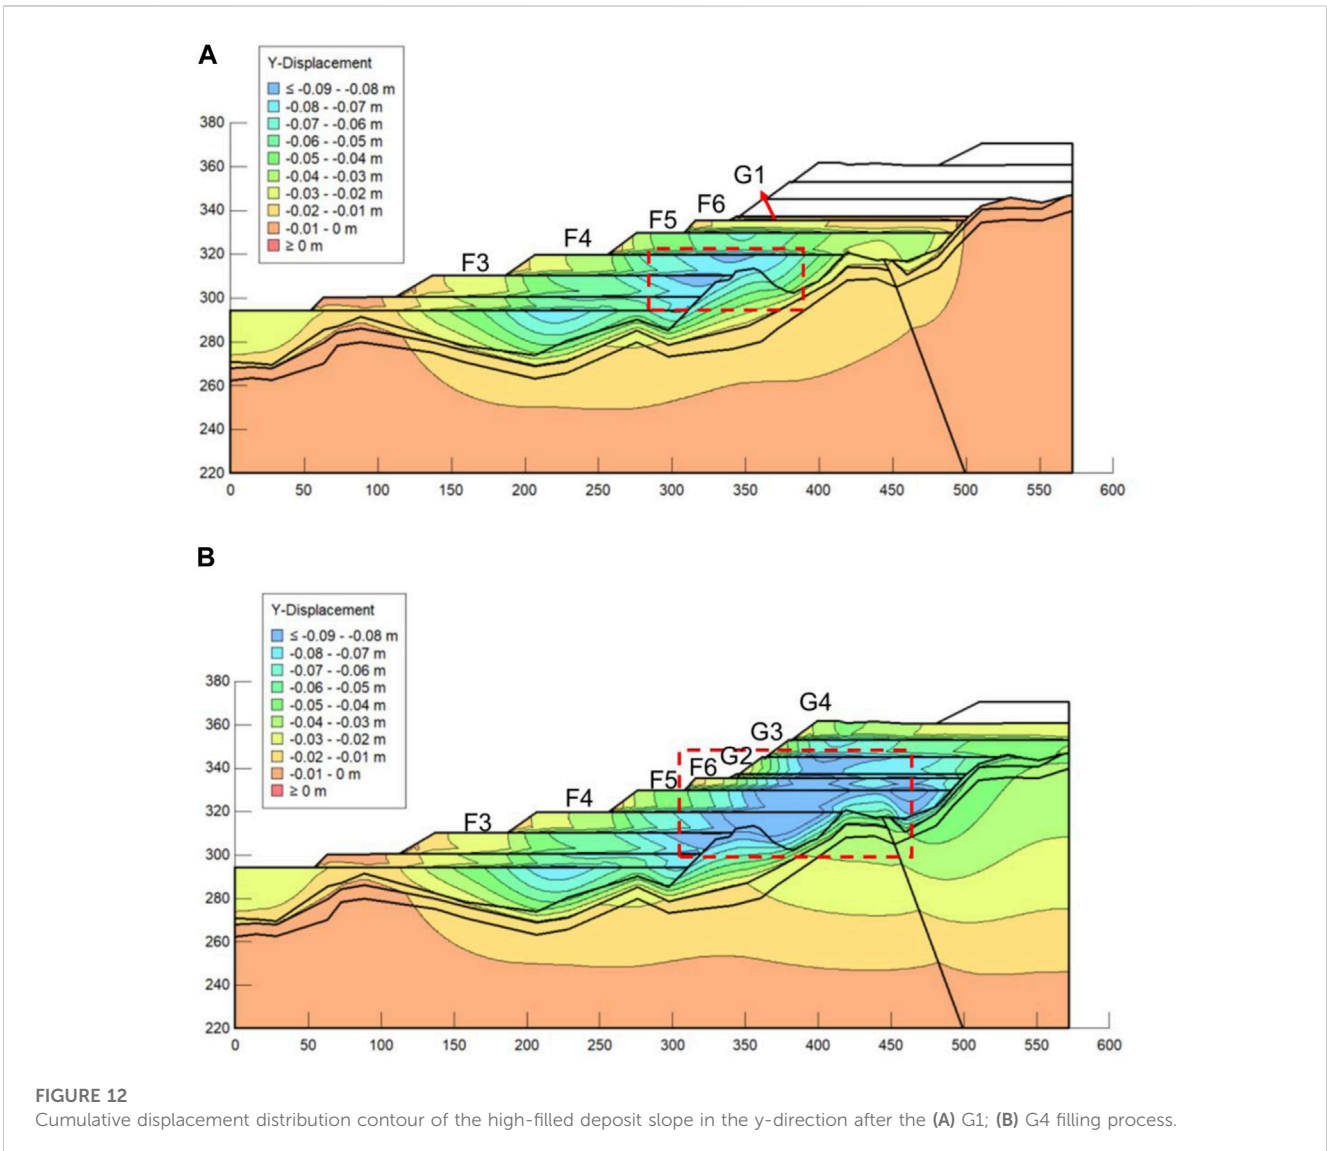 A
Y-Displacement
≤ -0.09 - -0.08 m
-0.08 - -0.07 m
-0.07 - -0.06 m
-0.06 - -0.05 m
-0.05 - -0.04 m
-0.04 - -0.03 m
-0.03 - -0.02 m
-0.02 - -0.01 m
-0.01 - 0 m
≥ 0 m
380
360
340
320
300
280
260
240
220
G1
F6
F5
F4
F3
0 50 100 150 200 250 300 350 400 450 500 550 600
B
Y-Displacement
≤ -0.09 - -0.08 m
-0.08 - -0.07 m
-0.07 - -0.06 m
-0.06 - -0.05 m
-0.05 - -0.04 m
-0.04 - -0.03 m
-0.03 - -0.02 m
-0.02 - -0.01 m
-0.01 - 0 m
≥ 0 m
380
360
340
320
300
280
260
240
220
G4
G3
G2
F6
F5
F4
F3
0 50 100 150 200 250 300 350 400 450 500 550 600
FIGURE 12
Cumulative displacement distribution contour of the high-filled deposit slope in the y-direction after the (A) G1; (B) G4 filling process.